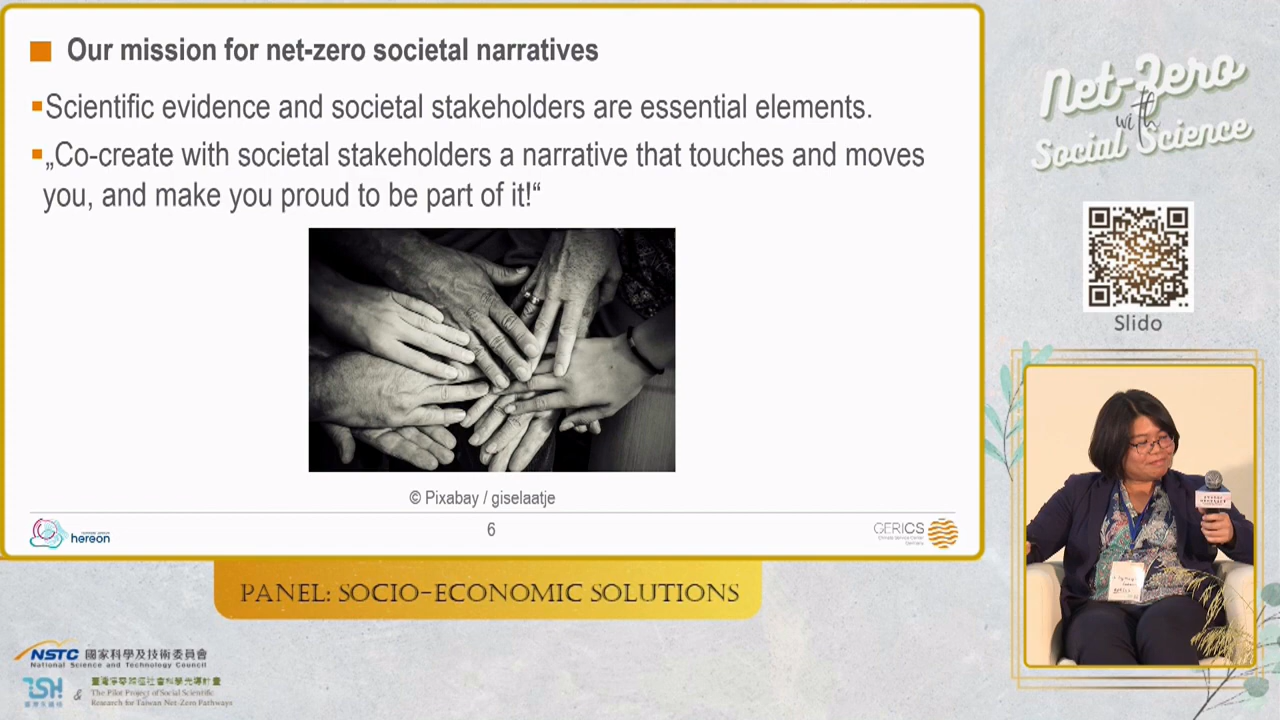 Our mission for net-zero societal narratives
Scientific evidence and societal stakeholders are essential elements.
„Co-create with societal stakeholders a narrative that touches and moves
you, and make you proud to be part of it!“
© Pixabay / giselaatje
hereon
6
GERICS
Climate Service Center
Germany
Net-Zero
with
Social Science
Slido
PANEL: SOCIO-ECONOMIC SOLUTIONS
NSTC 國家科學及技術委員會
National Science and Technology Council
&
臺灣淨零路徑社會科學先導計畫
The Pilot Project of Social Scientific
Research for Taiwan Net-Zero Pathways